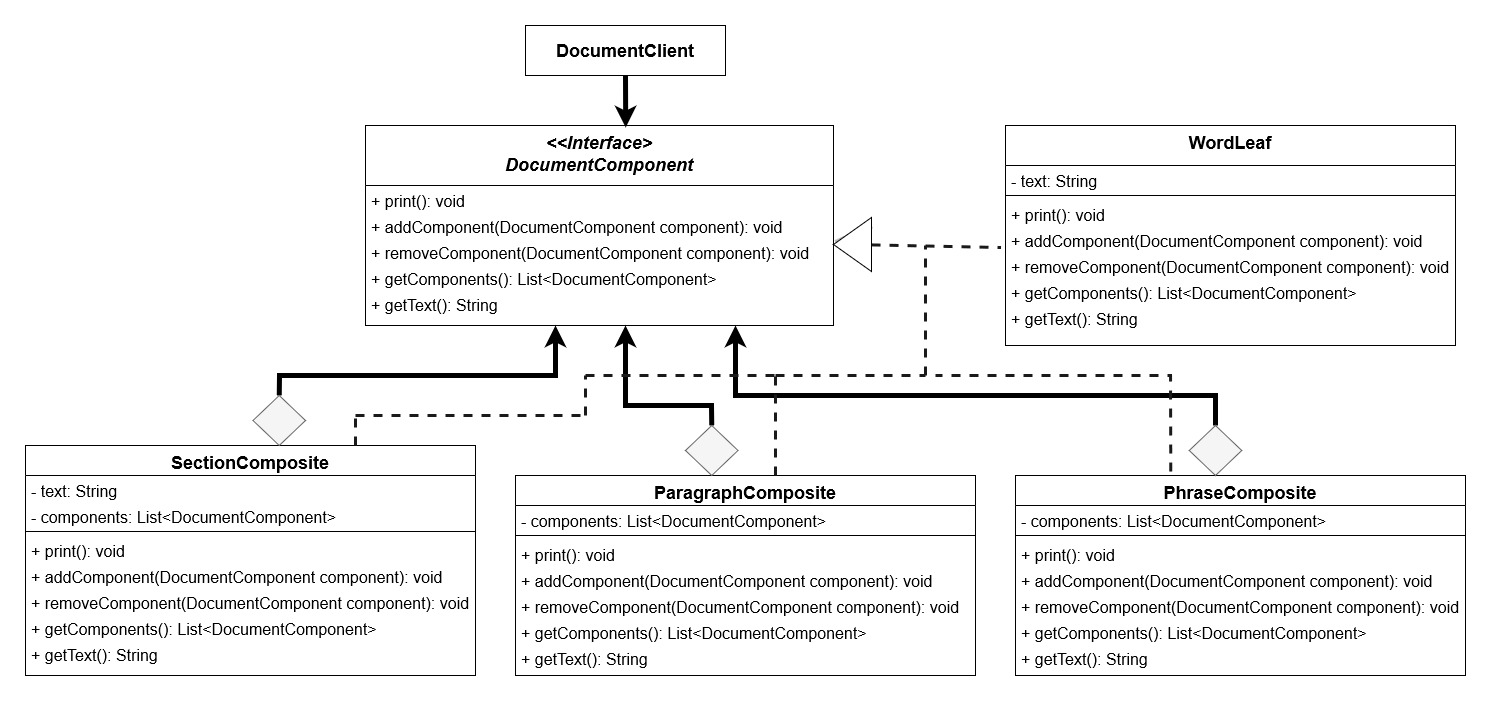 DocumentClient
<<Interface>>
DocumentComponent
+ print(): void
+ addComponent(DocumentComponent component): void
+ removeComponent(DocumentComponent component): void
+ getComponents(): List<DocumentComponent>
+ getText(): String
WordLeaf
- text: String
+ print(): void
+ addComponent(DocumentComponent component): void
+ removeComponent(DocumentComponent component): void
+ getComponents(): List<DocumentComponent>
+ getText(): String
SectionComposite
- text: String
- components: List<DocumentComponent>
+ print(): void
+ addComponent(DocumentComponent component): void
+ removeComponent(DocumentComponent component): void
+ getComponents(): List<DocumentComponent>
+ getText(): String
ParagraphComposite
- components: List<DocumentComponent>
+ print(): void
+ addComponent(DocumentComponent component): void
+ removeComponent(DocumentComponent component): void
+ getComponents(): List<DocumentComponent>
+ getText(): String
PhraseComposite
- components: List<DocumentComponent>
+ print(): void
+ addComponent(DocumentComponent component): void
+ removeComponent(DocumentComponent component): void
+ getComponents(): List<DocumentComponent>
+ getText(): String